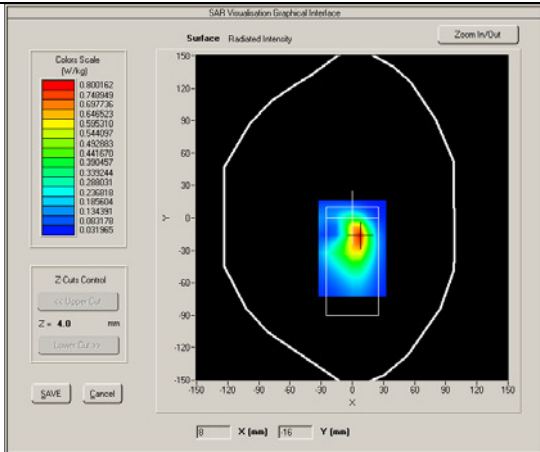 SAR Visualisation Graphical Interface
Surface Radiated Intensity
Zoom In/Out
Colors Scale
(W/kg)
0.800162
0.748949
0.697736
0.646523
0.595310
0.544097
0.492883
0.441670
0.390457
0.339244
0.288031
0.236818
0.185604
0.134391
0.083178
0.031965
150
120
90
60
30
0
-30
-60
-90
-120
-150
Y
-150 -120 -90 -60 -30 0 30 60 90 120 150
X
Z Cuts Control
<< Upper Cut
Z = 4.0 mm
Lower Cut >>
SAVE Cancel
8 X (mm) -16 Y (mm)